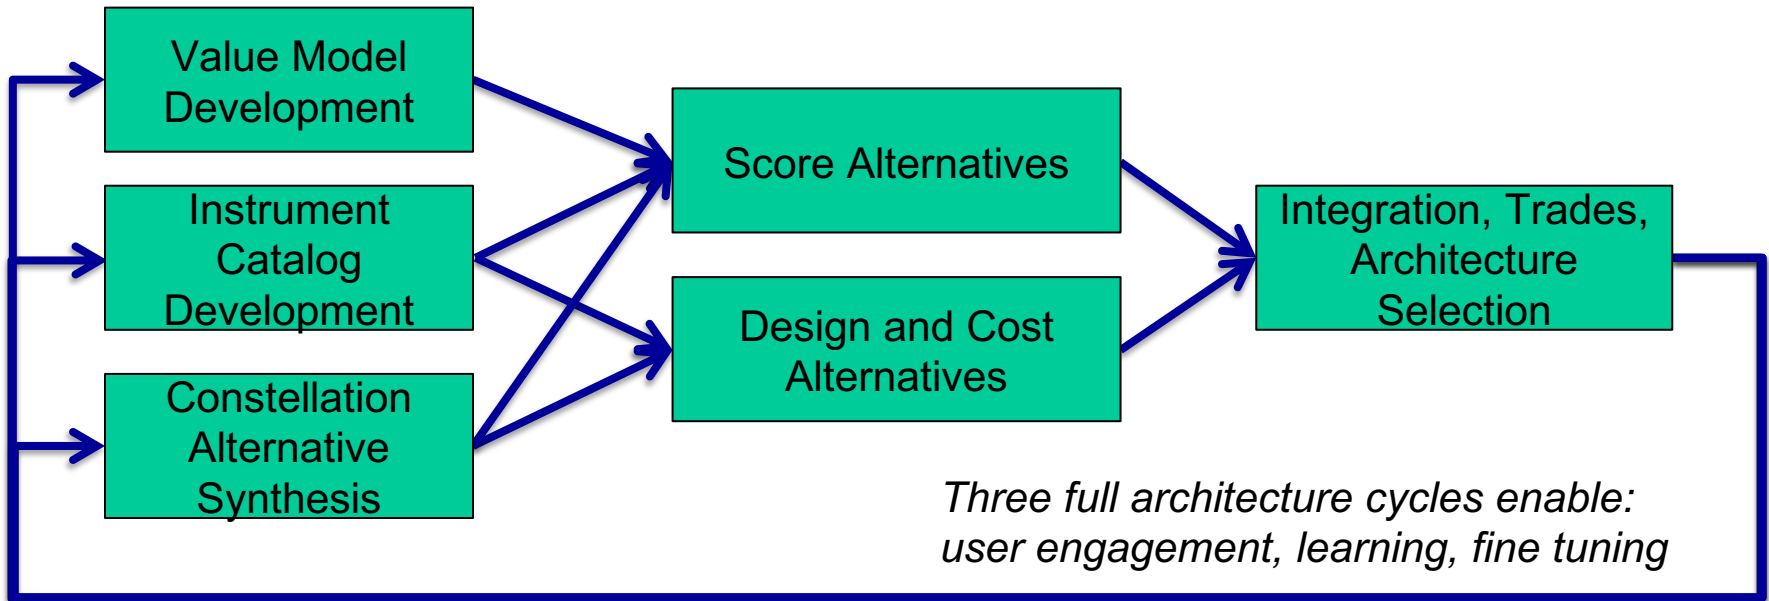 Value Model
Development
Instrument
Catalog
Development
Constellation
Alternative
Synthesis
Score Alternatives
Design and Cost
Alternatives
Integration, Trades,
Architecture
Selection
Three full architecture cycles enable:
user engagement, learning, fine tuning